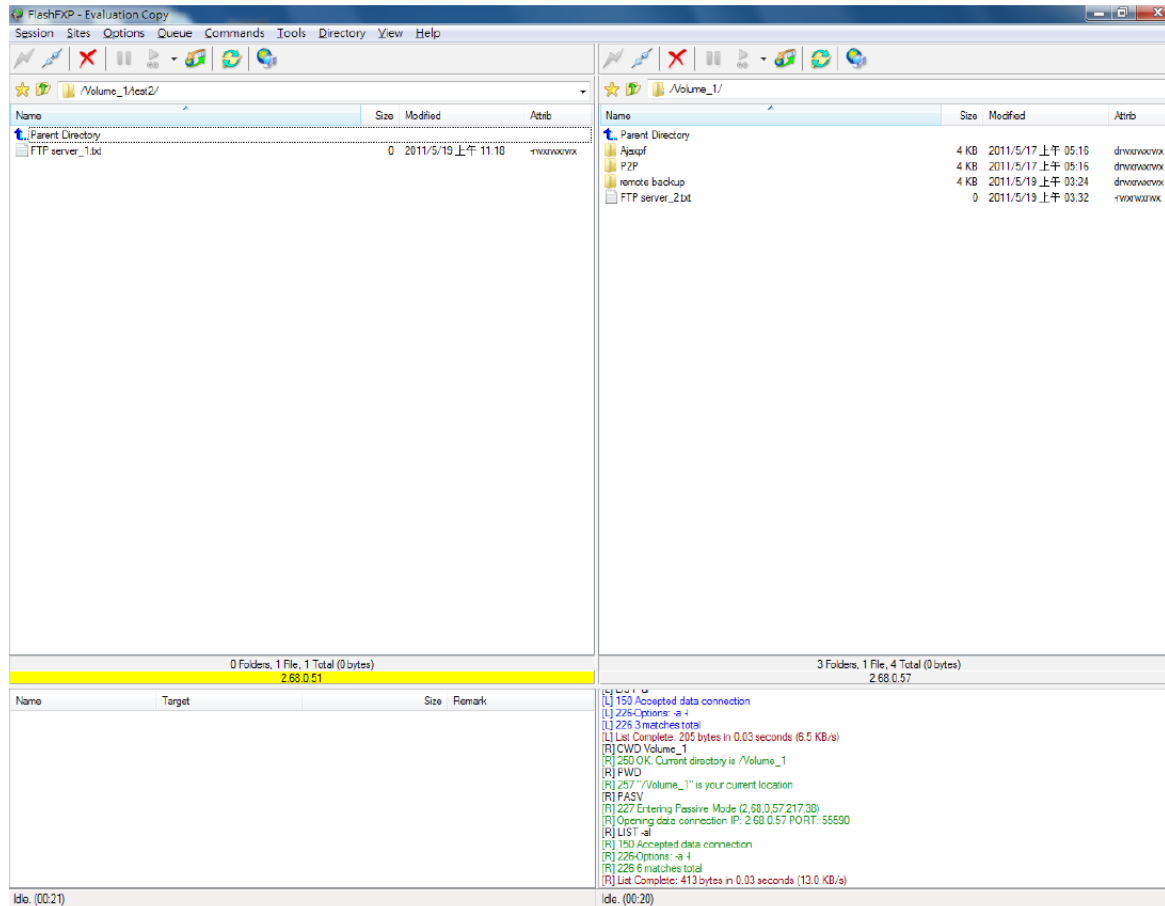 FlashFXP - Evaluation Copy
Session Sites Options Queue Commands Tools Directory View Help
/Volume_1/test2/
Name Size Modified Attrib
Parent Directory
FTP server_1.txt 0 2011/5/19 上午 11:18 -rwxrwxrwx
0 Folders, 1 File, 1 Total (0 bytes)
2.68.0.51
/Volume_1/
Name Size Modified Attrib
Parent Directory
Ajaxpf 4 KB 2011/5/17 上午 05:16 drwxrwxrwx
P2P 4 KB 2011/5/17 上午 05:16 drwxrwxrwx
remote backup 4 KB 2011/5/19 上午 03:24 drwxrwxrwx
FTP server_2.txt 0 2011/5/19 上午 03:32 -rwxrwxrwx
3 Folders, 1 File, 4 Total (0 bytes)
2.68.0.57
Name Target Size Remark
[L] 150 Accepted data connection
[L] 226-Options: -a -l
[L] 226 3 matches total
[L] List Complete: 205 bytes in 0.03 seconds (6.5 KB/s)
[R] CWD Volume_1
[R] 250 OK. Current directory is /Volume_1
[R] PWD
[R] 257 "/Volume_1" is your current location
[R] PASV
[R] 227 Entering Passive Mode (2,68,0,57,217,38)
[R] Opening data connection IP: 2.68.0.57 PORT: 55590
[R] LIST -al
[R] 150 Accepted data connection
[R] 226-Options: -a -l
[R] 226 6 matches total
[R] List Complete: 413 bytes in 0.03 seconds (13.0 KB/s)
Idle. (00:21)
Idle. (00:20)